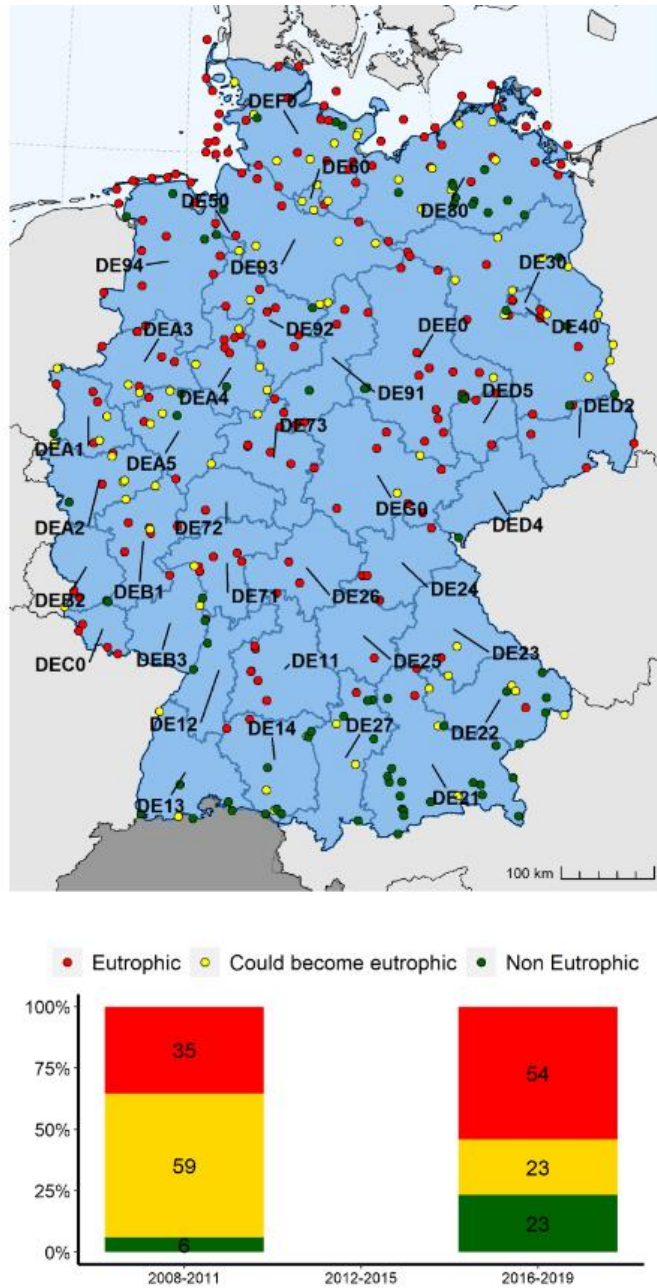 DEF0
DE60
DE50
DE80
DE94
DE93
DE30
DEA3
DE92
DEE0
DE40
DEA4
DE91
DED5
DE73
DED2
DEA1
DEA5
DEA2
DE72
DEG0
DED4
DEB2
DEB1
DE71
DE26
DE24
DEC0
DEB3
DE11
DE25
DE23
DE12
DE14
DE27
DE22
DE13
DE21
100 km
Eutrophic Could become eutrophic Non Eutrophic
100%
35
54
75%
50%
59
23
25%
23
6
0%
2008-2011 2012-2015 2016-2019